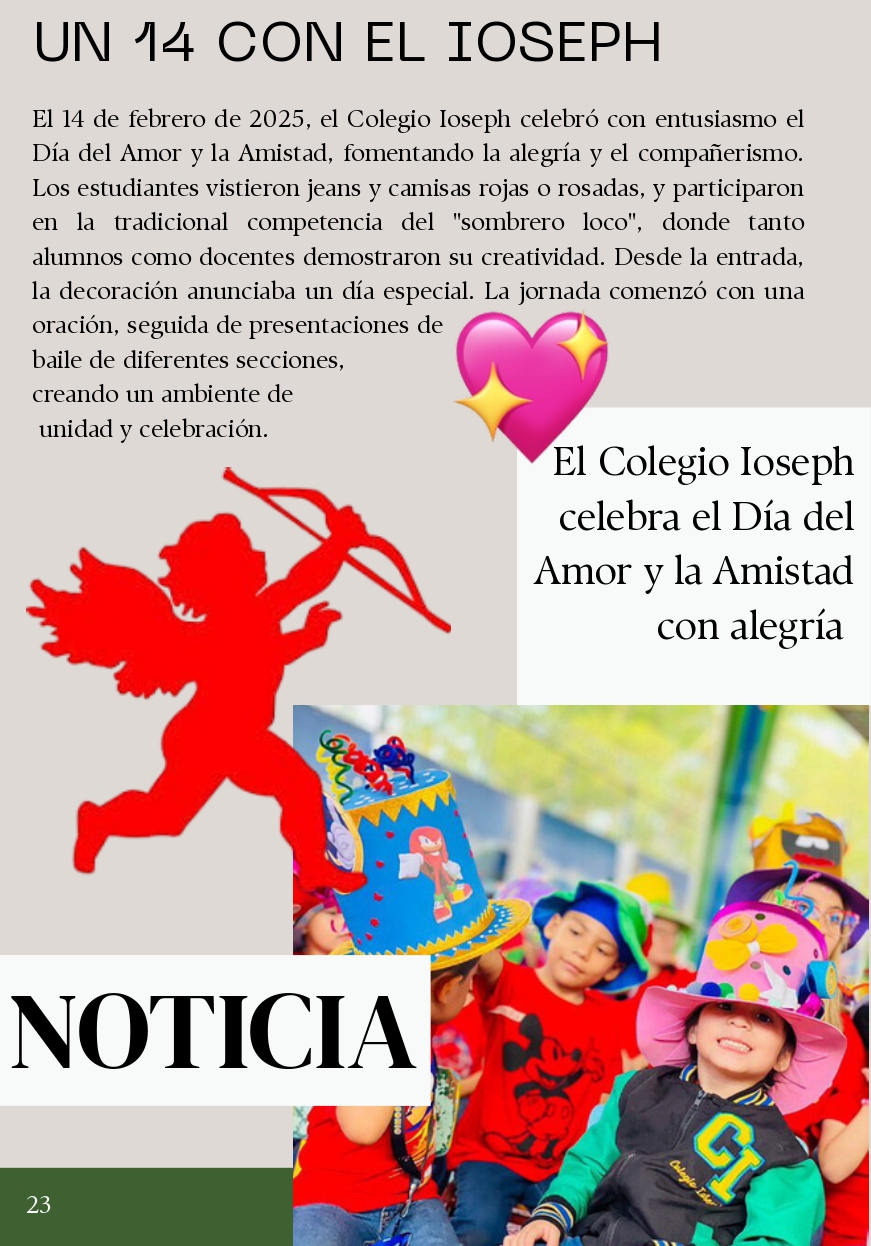 UN 14 CON EL IOSEPH
El 14 de febrero de 2025, el Colegio Ioseph celebró con entusiasmo el
Día del Amor y la Amistad, fomentando la alegría y el compañerismo.
Los estudiantes vistieron jeans y camisas rojas o rosadas, y participaron
en la tradicional competencia del "sombrero loco", donde tanto
alumnos como docentes demostraron su creatividad. Desde la entrada,
la decoración anunciaba un día especial. La jornada comenzó con una
oración, seguida de presentaciones de
baile de diferentes secciones,
creando un ambiente de
unidad y celebración.
El Colegio Ioseph
celebra el Día del
Amor y la Amistad
con alegría
NOTICIA
CI
Colegio
23